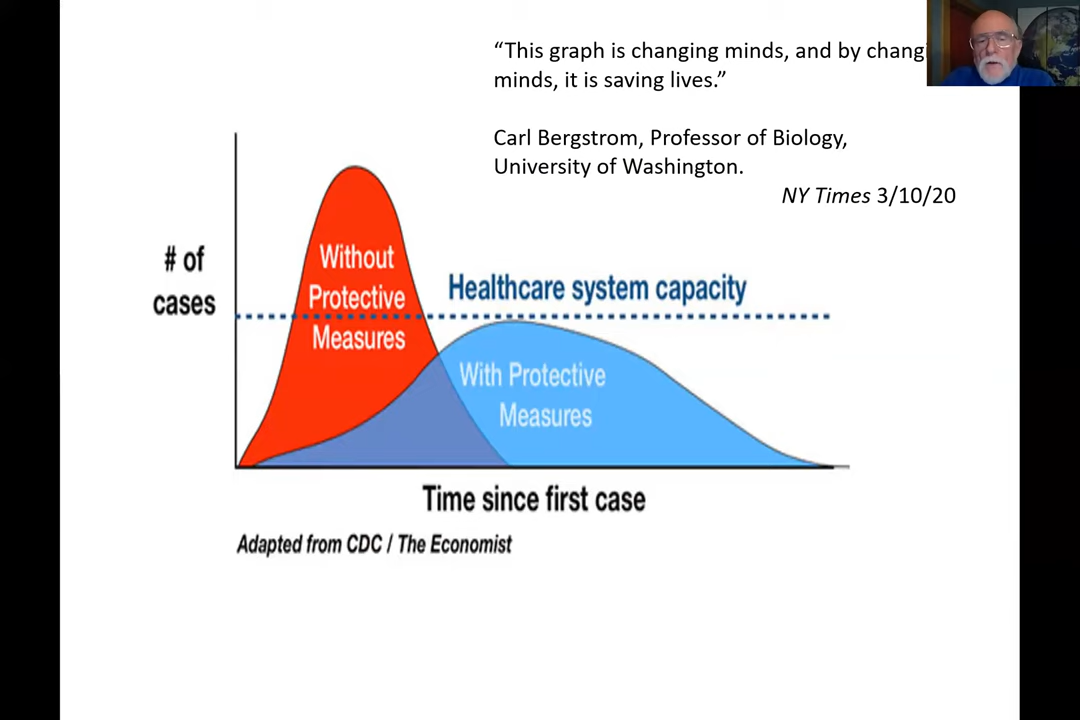 “This graph is changing minds, and by
minds, it is saving lives.”
Carl Bergstrom, Professor of Biology,
University of Washington.
NY Times 3/10/20
# of
cases
Without
Protective
Measures
Healthcare system capacity
With Protective
Measures
Time since first case
Adapted from CDC / The Economist